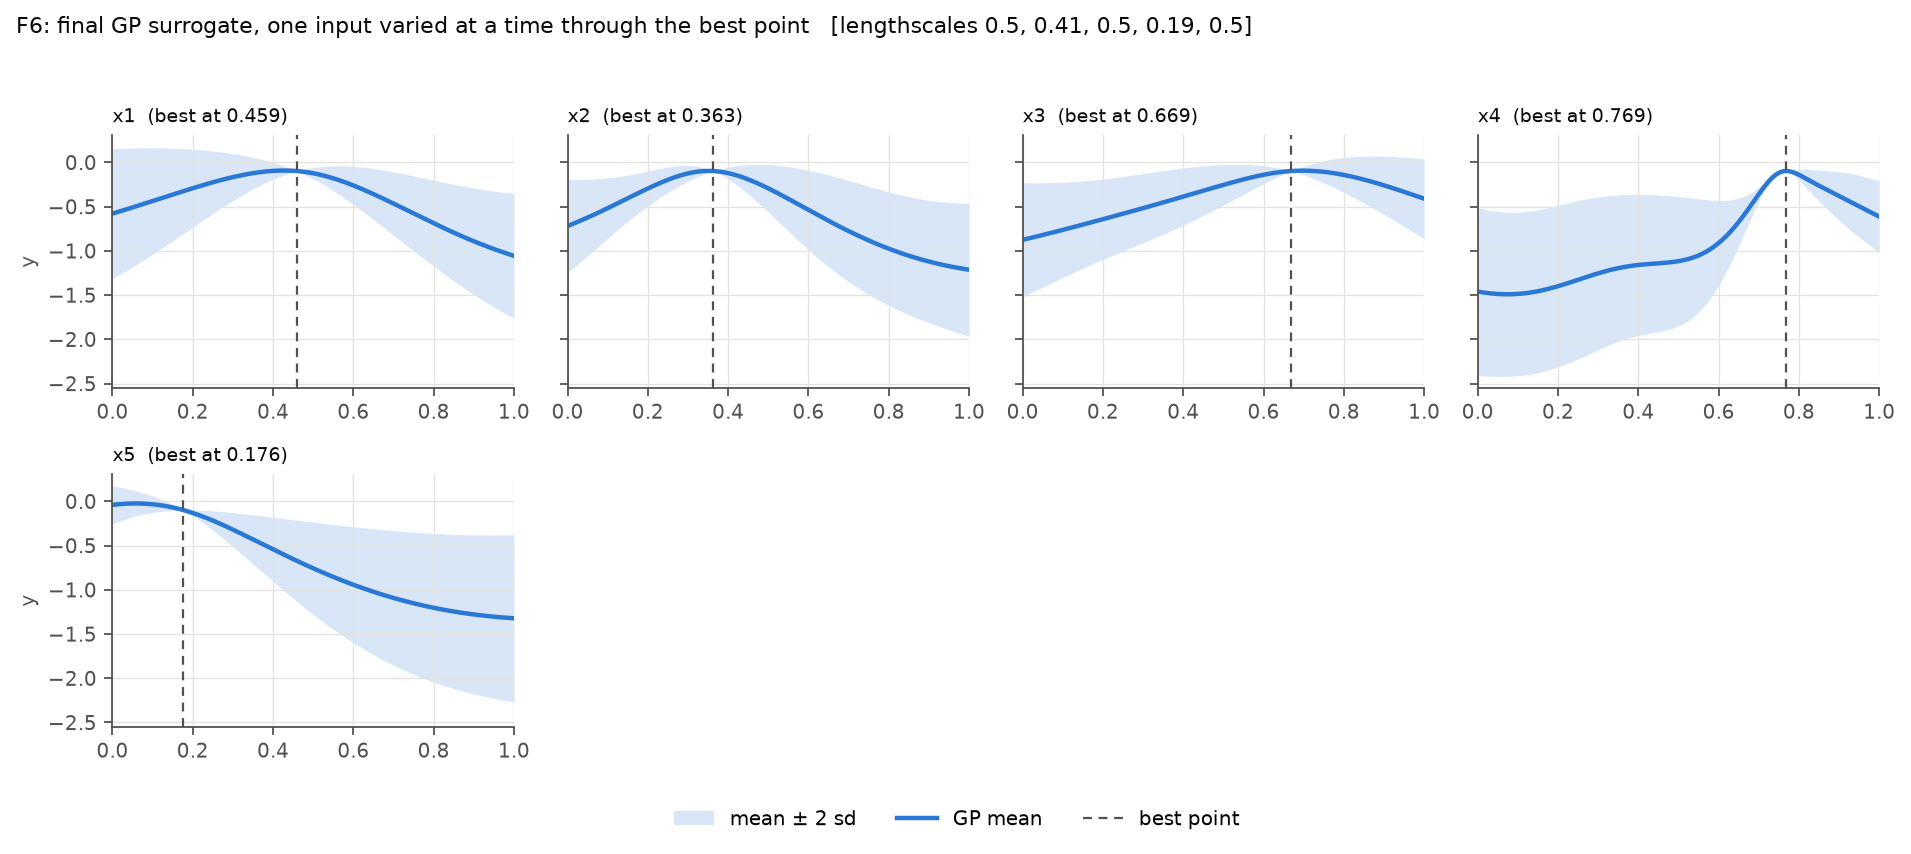 F6: final GP surrogate, one input varied at a time through the best point   [lengthscales 0.5, 0.41, 0.5, 0.19, 0.5]
x1  (best at 0.459)
x2  (best at 0.363)
x3  (best at 0.669)
x4  (best at 0.769)
y
0.0
−0.5
−1.0
−1.5
−2.0
−2.5
0.0 0.2 0.4 0.6 0.8 1.0
0.0 0.2 0.4 0.6 0.8 1.0
0.0 0.2 0.4 0.6 0.8 1.0
0.0 0.2 0.4 0.6 0.8 1.0
x5  (best at 0.176)
y
0.0
−0.5
−1.0
−1.5
−2.0
−2.5
0.0 0.2 0.4 0.6 0.8 1.0
mean ± 2 sd   GP mean   best point